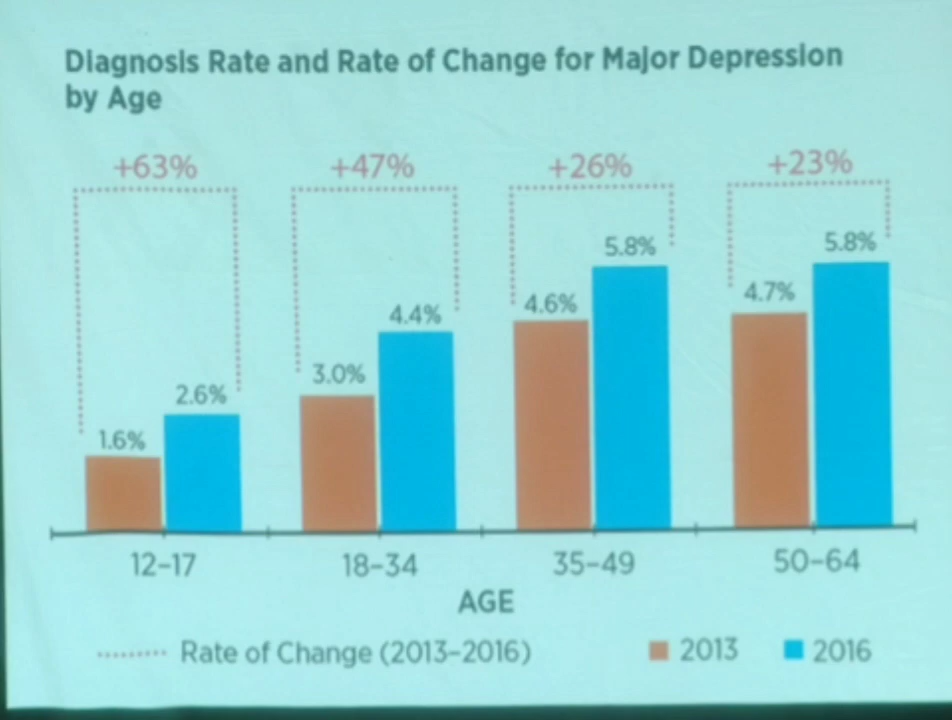 Diagnosis Rate and Rate of Change for Major Depression
by Age
+63% +47% +26% +23%
1.6% 2.6% 3.0% 4.4% 4.6% 5.8% 4.7% 5.8%
12–17 18–34 35–49 50–64
AGE
Rate of Change (2013–2016) 2013 2016